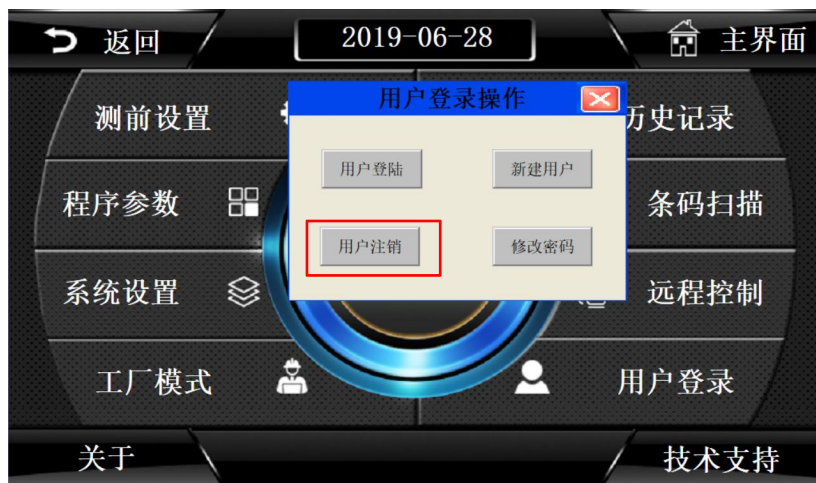 返回
2019-06-28
主界面
用户登录操作
测前设置
历史记录
用户登陆
新建用户
程序参数
条码扫描
用户注销
修改密码
系统设置
远程控制
工厂模式
用户登录
关于
技术支持